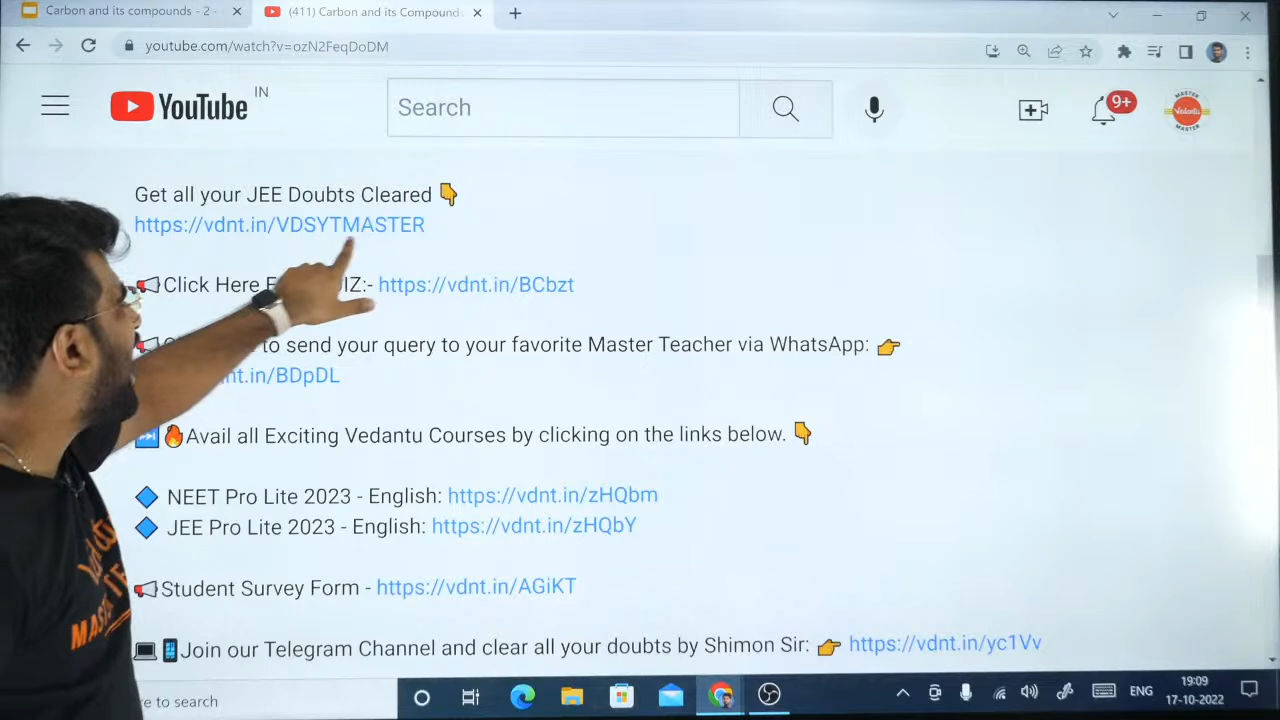 Carbon and its compounds - 2 -
(411) Carbon and its Compounds
youtube.com/watch?v=ozN2FeqDoDM
YouTube IN
Search
9+
MASTER
Vedantu
MASTER
Get all your JEE Doubts Cleared 👇
https://vdnt.in/VDSYTMASTER
📢Click Here F IZ:- https://vdnt.in/BCbzt
to send your query to your favorite Master Teacher via WhatsApp: 👉
nt.in/BDpDL
⏭🔥Avail all Exciting Vedantu Courses by clicking on the links below. 👇
🔷 NEET Pro Lite 2023 - English: https://vdnt.in/zHQbm
🔷 JEE Pro Lite 2023 - English: https://vdnt.in/zHQbY
📢Student Survey Form - https://vdnt.in/AGiKT
💻📱Join our Telegram Channel and clear all your doubts by Shimon Sir: 👉 https://vdnt.in/yc1Vv
re to search
ENG
19:09
17-10-2022